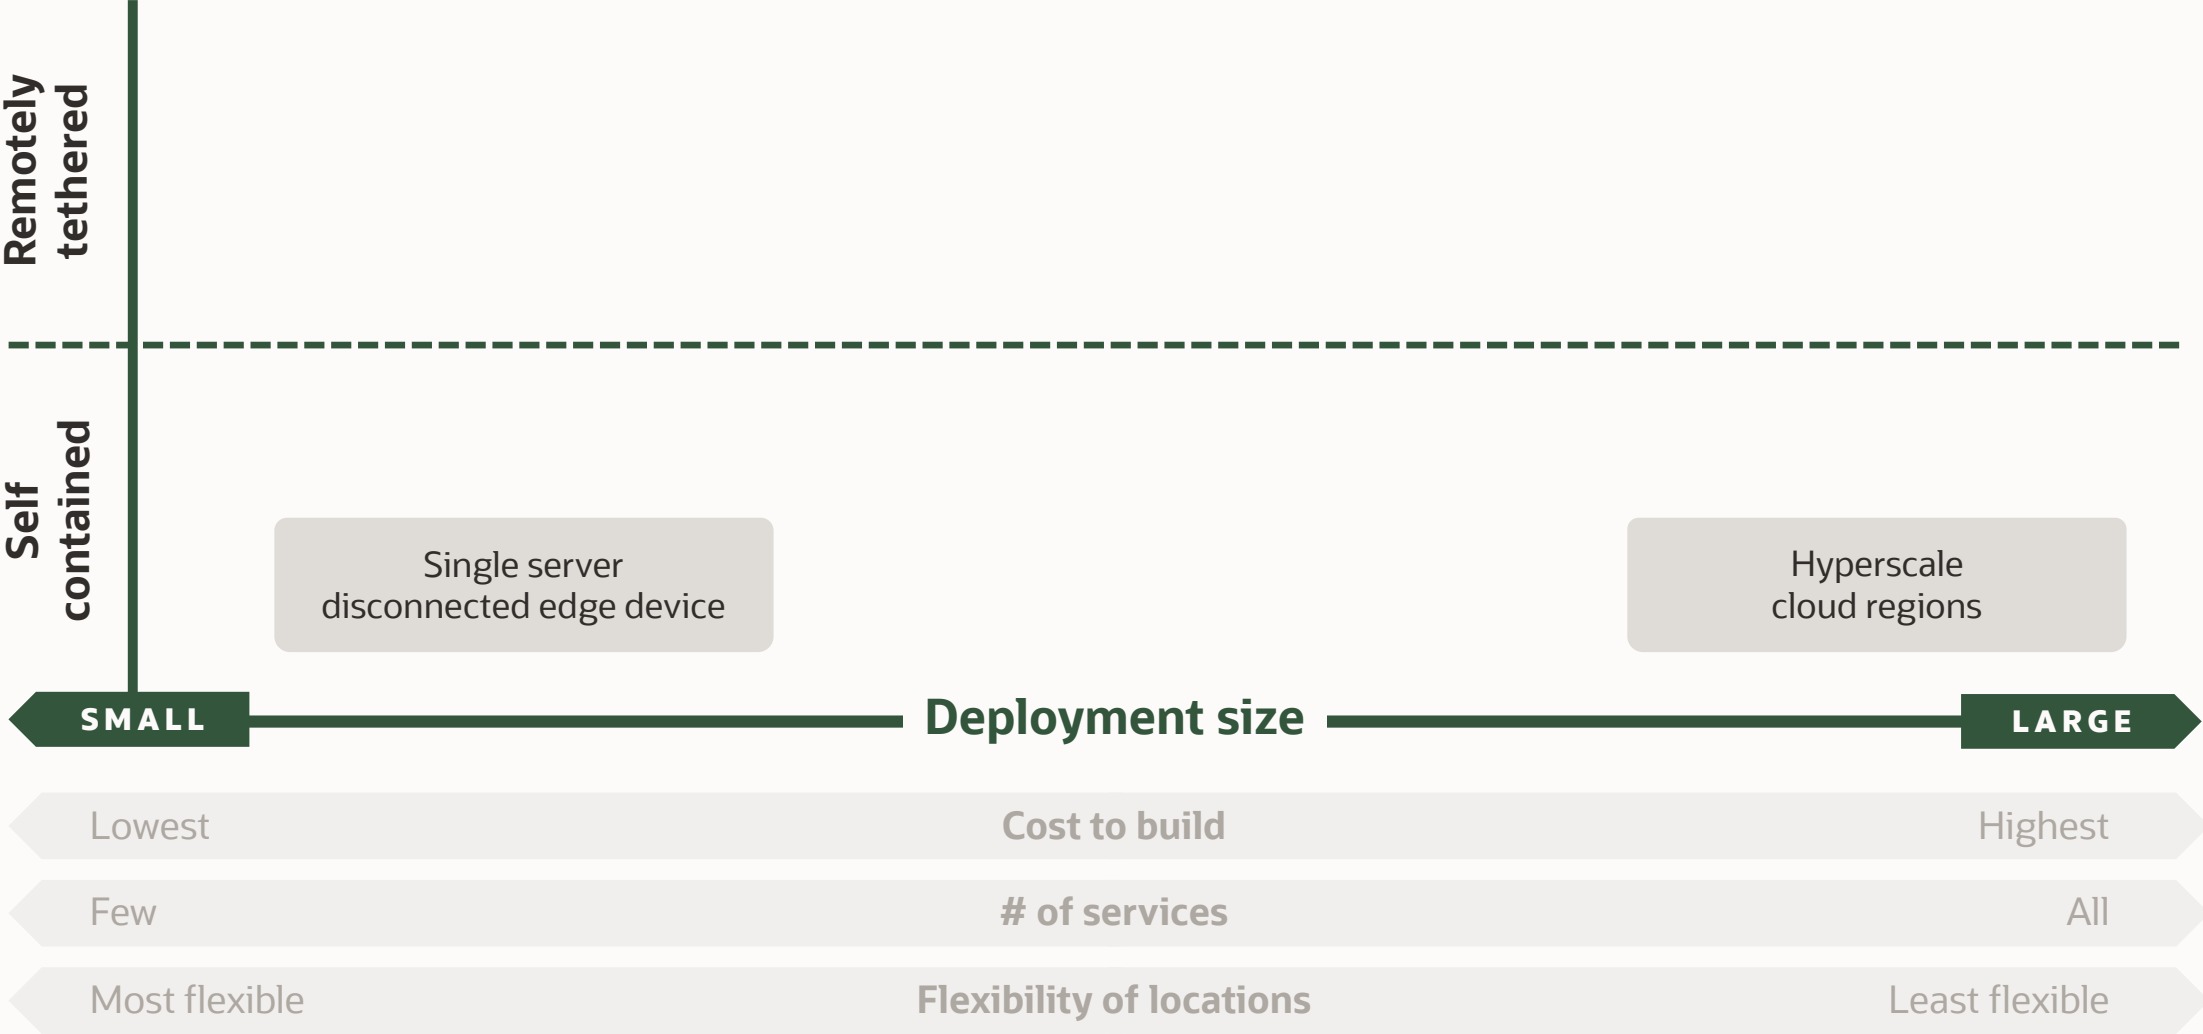 Remotely
tethered
Self
contained
Single server
disconnected edge device
Hyperscale
cloud regions
SMALL
Deployment size
LARGE
Lowest
Cost to build
Highest
Few
# of services
All
Most flexible
Flexibility of locations
Least flexible